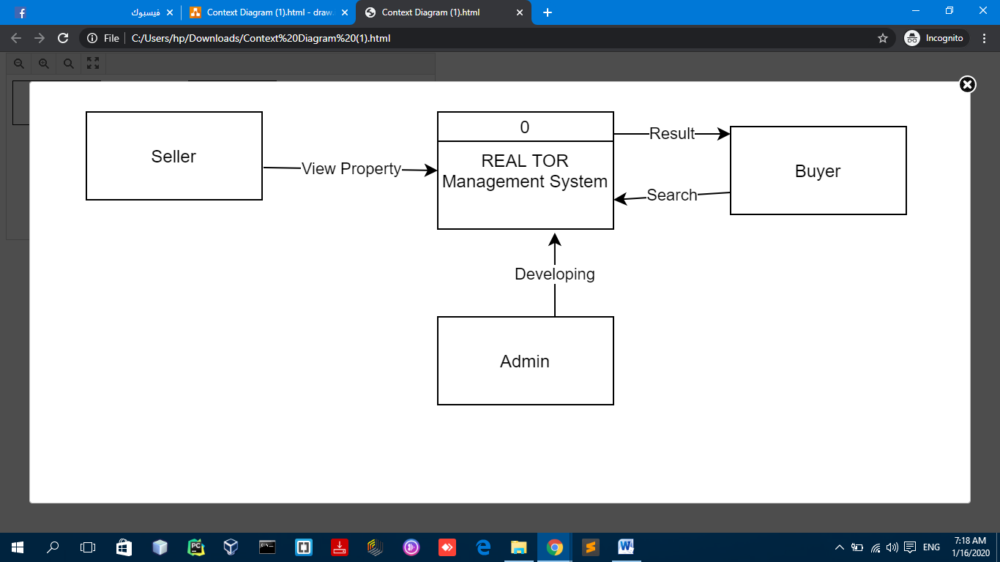 فيسبوك
Context Diagram (1).html - draw.
Context Diagram (1).html
File
C:/Users/hp/Downloads/Context%20Diagram%20(1).html
Incognito
Seller
View Property
0
REAL TOR
Management System
Result
Search
Buyer
Developing
Admin
ENG
7:18 AM
1/16/2020